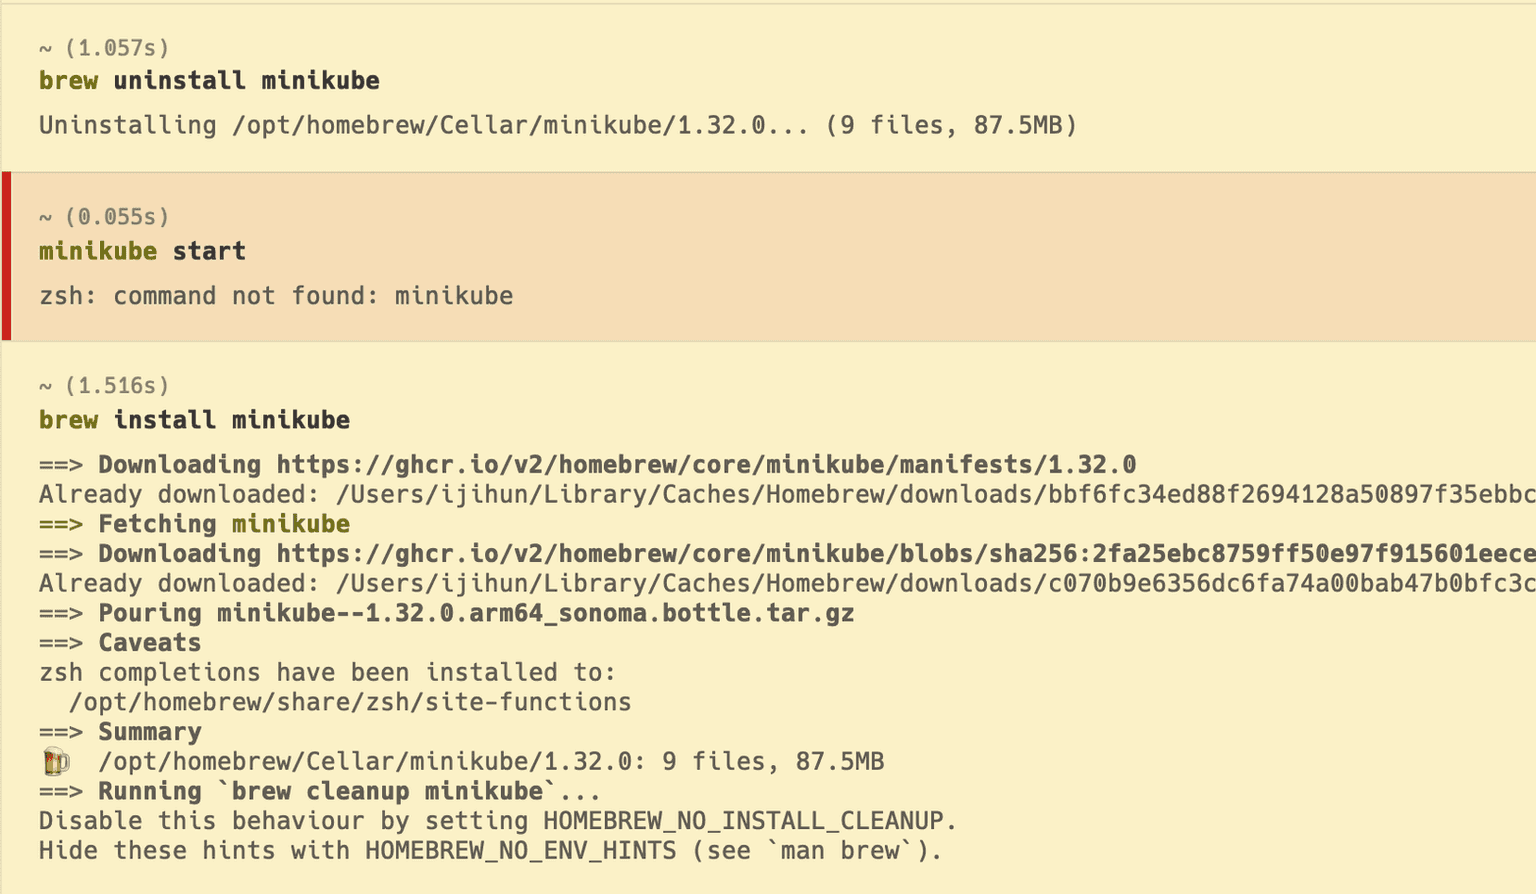 ~ (1.057s)
brew uninstall minikube
Uninstalling /opt/homebrew/Cellar/minikube/1.32.0... (9 files, 87.5MB)
~ (0.055s)
minikube start
zsh: command not found: minikube
~ (1.516s)
brew install minikube
==> Downloading https://ghcr.io/v2/homebrew/core/minikube/manifests/1.32.0
Already downloaded: /Users/ijihun/Library/Caches/Homebrew/downloads/bbf6fc34ed88f2694128a50897f35ebbc
==> Fetching minikube
==> Downloading https://ghcr.io/v2/homebrew/core/minikube/blobs/sha256:2fa25ebc8759ff50e97f915601eece
Already downloaded: /Users/ijihun/Library/Caches/Homebrew/downloads/c070b9e6356dc6fa74a00bab47b0bfc3c
==> Pouring minikube--1.32.0.arm64_sonoma.bottle.tar.gz
==> Caveats
zsh completions have been installed to:
  /opt/homebrew/share/zsh/site-functions
==> Summary
🍺  /opt/homebrew/Cellar/minikube/1.32.0: 9 files, 87.5MB
==> Running `brew cleanup minikube`...
Disable this behaviour by setting HOMEBREW_NO_INSTALL_CLEANUP.
Hide these hints with HOMEBREW_NO_ENV_HINTS (see `man brew`).